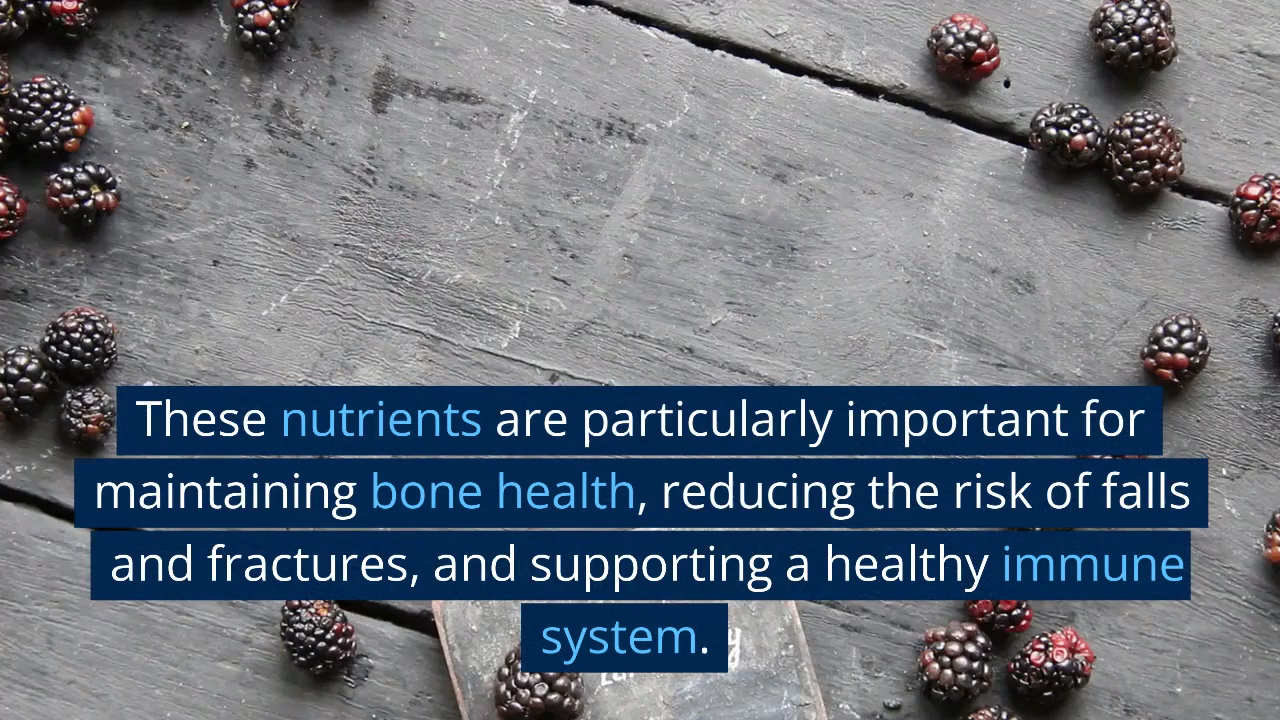 These nutrients are particularly important for
maintaining bone health, reducing the risk of falls
and fractures, and supporting a healthy immune
system.